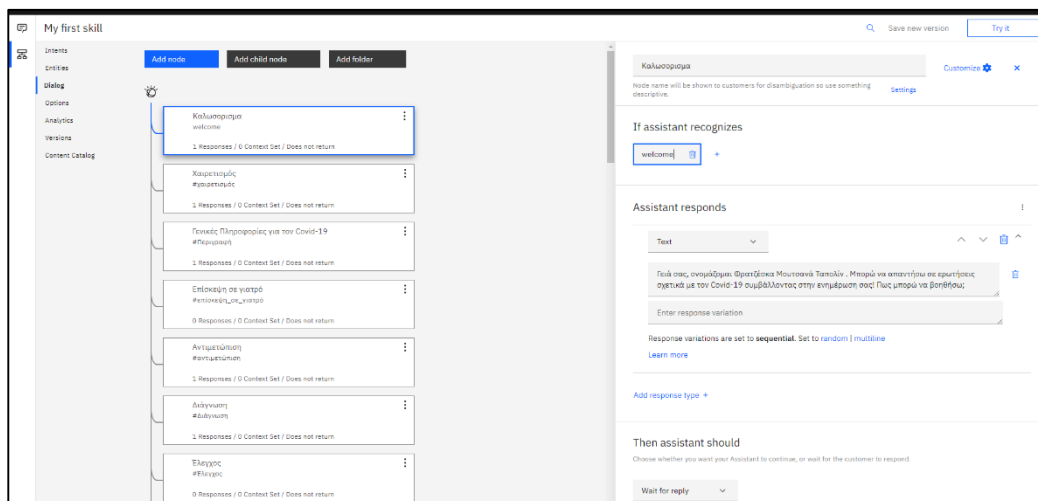 My first skill
Save new version
Try it
Intents
Entities
Dialog
Options
Analytics
Versions
Content Catalog
Add node
Add child node
Add folder
Καλωσορισμα
welcome
1 Responses / 0 Context Set / Does not return
Χαιρετισμός
#χαιρετισμός
1 Responses / 0 Context Set / Does not return
Γενικές Πληροφορίες για τον Covid-19
#Περιγραφή
1 Responses / 0 Context Set / Does not return
Επίσκεψη σε γιατρό
#επίσκεψη_σε_γιατρό
0 Responses / 0 Context Set / Does not return
Αντιμετώπιση
#αντιμετώπιση
1 Responses / 0 Context Set / Does not return
Διάγνωση
#Διάγνωση
1 Responses / 0 Context Set / Does not return
Έλεγχος
#Έλεγχος
0 Responses / 0 Context Set / Does not return
Καλωσορισμα
Customize
Node name will be shown to customers for disambiguation so use something
descriptive.
Settings
If assistant recognizes
welcome
Assistant responds
Text
Γειά σας, ονομάζομαι Φρατζέσκα Μουτσανά Ταπολίν . Μπορώ να απαντήσω σε ερωτήσεις
σχετικά με τον Covid-19 συμβάλλοντας στην ενημέρωση σας! Πως μπορώ να βοηθήσω;
Enter response variation
Response variations are set to sequential. Set to random | multiline
Learn more
Add response type +
Then assistant should
Choose whether you want your Assistant to continue, or wait for the customer to respond.
Wait for reply